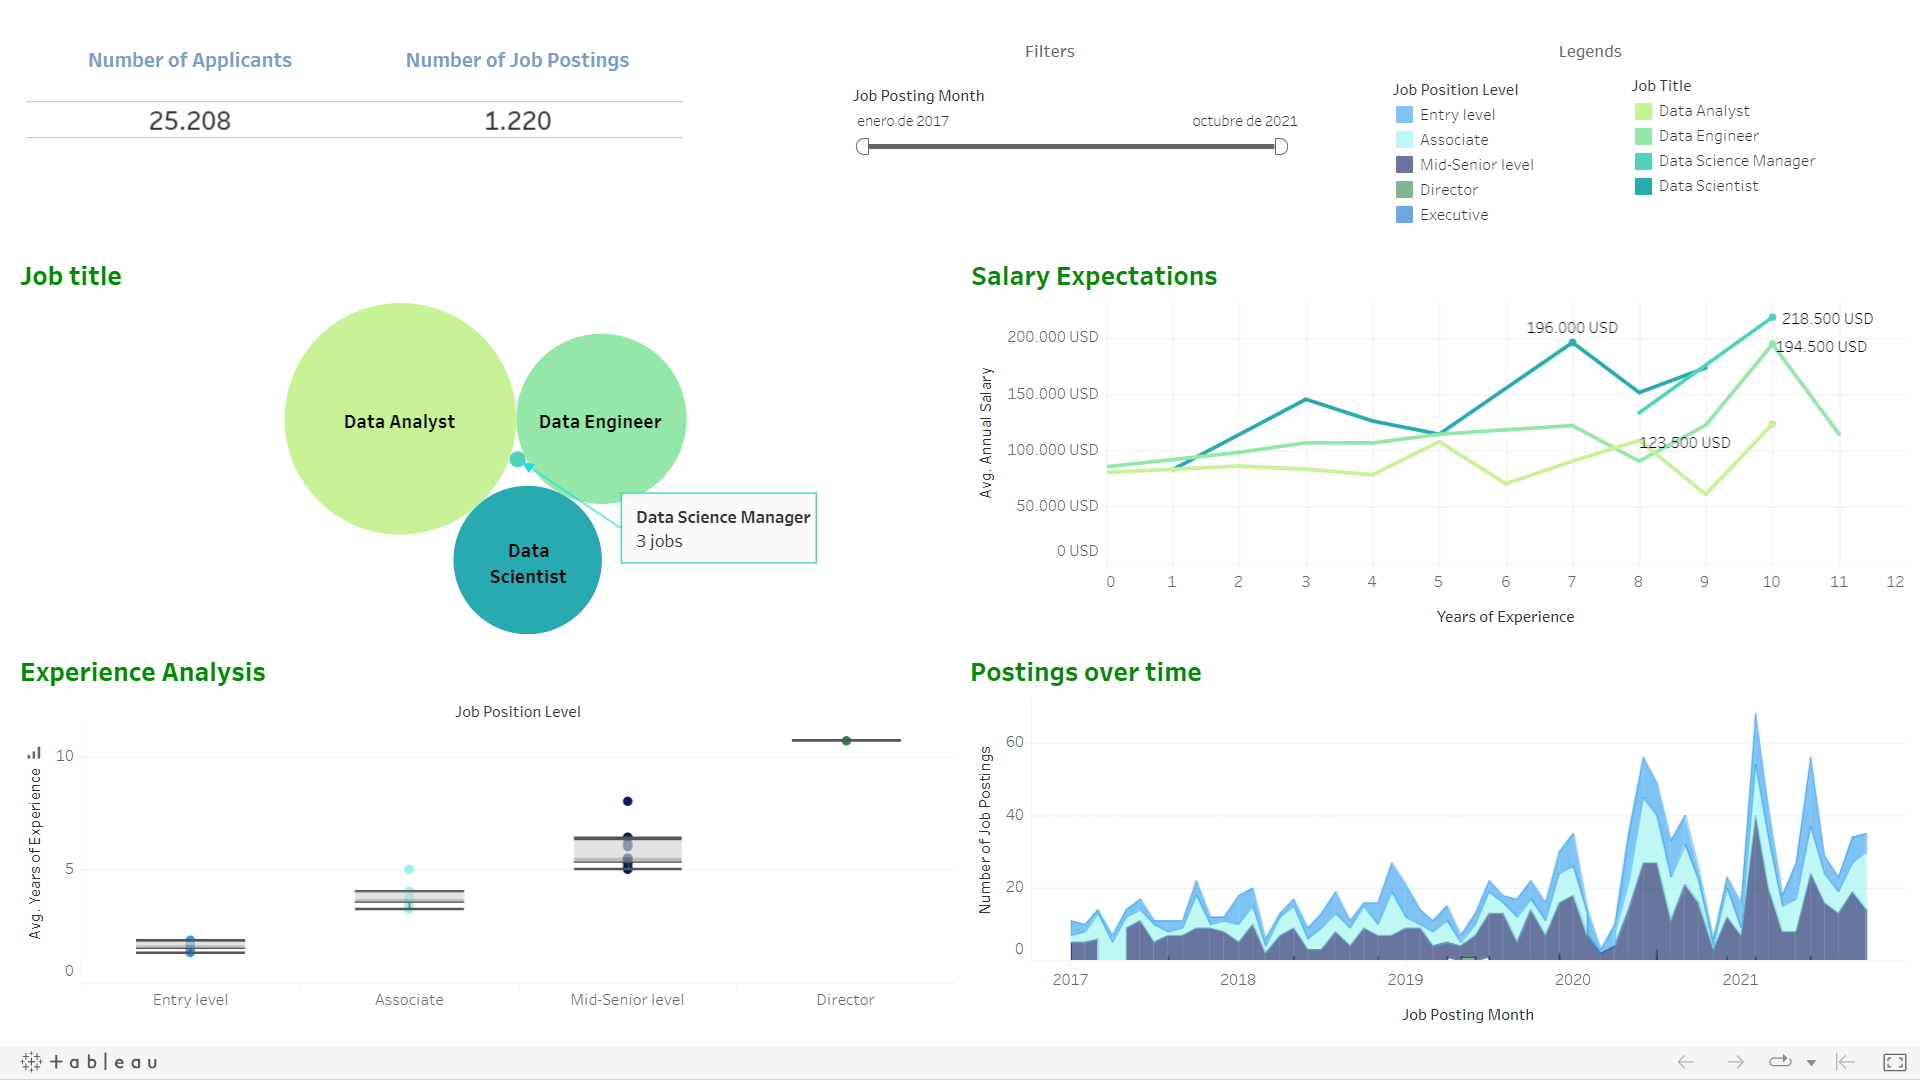 Number of Applicants
Number of Job Postings
25.208
1.220
Filters
Job Posting Month
enero de 2017
octubre de 2021
Legends
Job Position Level
Entry level
Associate
Mid-Senior level
Director
Executive
Job Title
Data Analyst
Data Engineer
Data Science Manager
Data Scientist
Job title
Data Analyst
Data Engineer
Data
Scientist
Data Science Manager
3 jobs
Salary Expectations
Avg. Annual Salary
200.000 USD
150.000 USD
100.000 USD
50.000 USD
0 USD
196.000 USD
218.500 USD
194.500 USD
123.500 USD
0 1 2 3 4 5 6 7 8 9 10 11 12
Years of Experience
Experience Analysis
Job Position Level
Avg. Years of Experience
10
5
0
Entry level
Associate
Mid-Senior level
Director
Postings over time
Number of Job Postings
60
40
20
0
2017 2018 2019 2020 2021
Job Posting Month
tableau